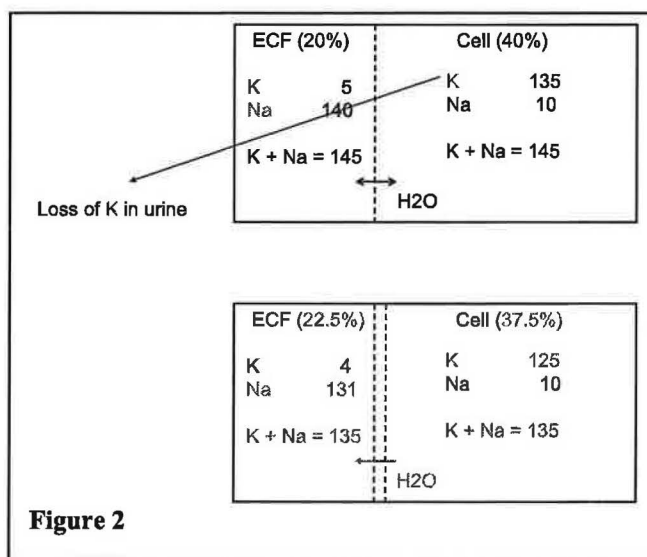 ECF (20%) Cell (40%)
K 5 K 135
Na 140 Na 10
K + Na = 145 K + Na = 145
H2O
Loss of K in urine
ECF (22.5%) Cell (37.5%)
K 4 K 125
Na 131 Na 10
K + Na = 135 K + Na = 135
H2O
Figure 2